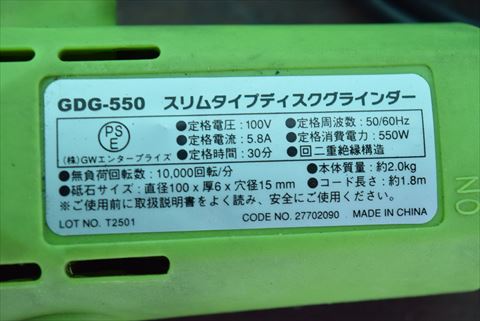 GDG-550 スリムタイプディスクグラインダー
PS
E
(株)GWエンタープライズ
●定格電圧：100V ●定格周波数：50/60Hz
●定格電流：5.8A ●定格消費電力：550W
●定格時間：30分 ●回二重絶縁構造
●無負荷回転数：10,000回転/分 ●本体質量：約2.0kg
●砥石サイズ：直径100×厚6×穴径15mm ●コード長さ：約1.8m
※ご使用前に取扱説明書をよく読み、安全にご使用ください。
LOT NO. T2501 CODE NO. 27702090 MADE IN CHINA
ON